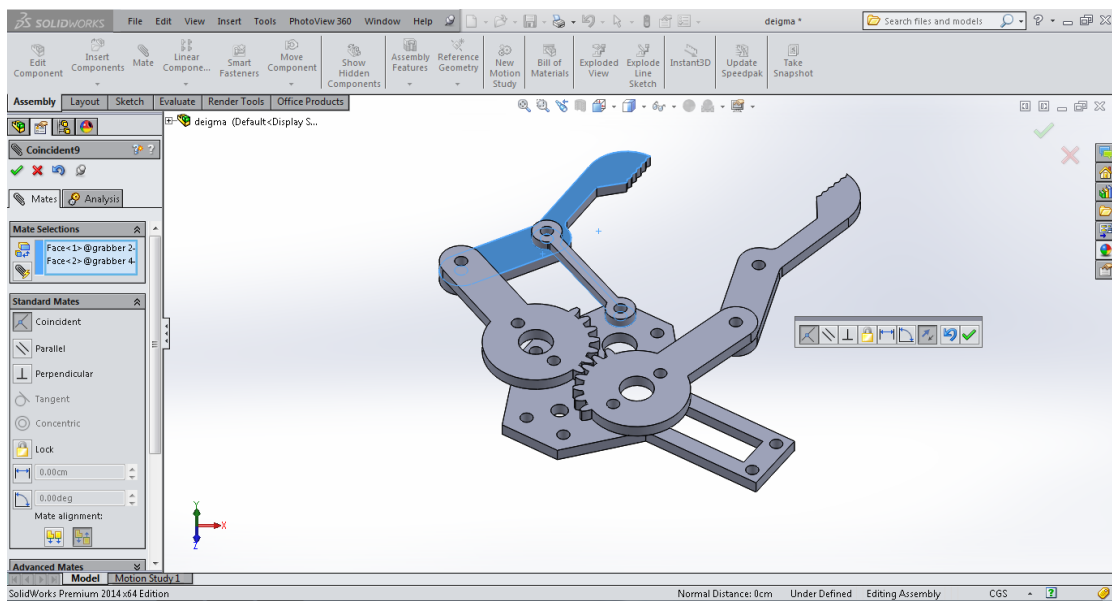 SOLIDWORKS File Edit View Insert Tools PhotoView 360 Window Help deigma * Search files and models
Edit Component
Insert Components
Mate
Linear Compone...
Smart Fasteners
Move Component
Show Hidden Components
Assembly Features
Reference Geometry
New Motion Study
Bill of Materials
Exploded View
Explode Line Sketch
Instant3D
Update Speedpak
Take Snapshot
Assembly Layout Sketch Evaluate Render Tools Office Products
deigma (Default<Display S...
Coincident9
Mates Analysis
Mate Selections
Face<1>@grabber 2-
Face<2>@grabber 4-
Standard Mates
Coincident
Parallel
Perpendicular
Tangent
Concentric
Lock
0.00cm
0.00deg
Mate alignment:
Advanced Mates
Y
X
Z
Model Motion Study 1
SolidWorks Premium 2014 x64 Edition Normal Distance: 0cm Under Defined Editing Assembly CGS